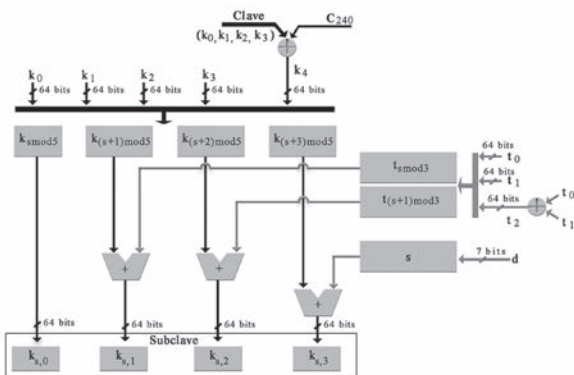 Clave
C240
(k0, k1, k2, k3)
k0 k1 k2 k3 k4
64 bits 64 bits 64 bits 64 bits 64 bits
ksmod5 k(s+1)mod5 k(s+2)mod5 k(s+3)mod5
tsmod3
t(s+1)mod3
64 bits
t0
64 bits
t1
64 bits
t2
t0
t1
s
7 bits
d
+ + +
64 bits 64 bits 64 bits 64 bits
Subclave
ks,0 ks,1 ks,2 ks,3